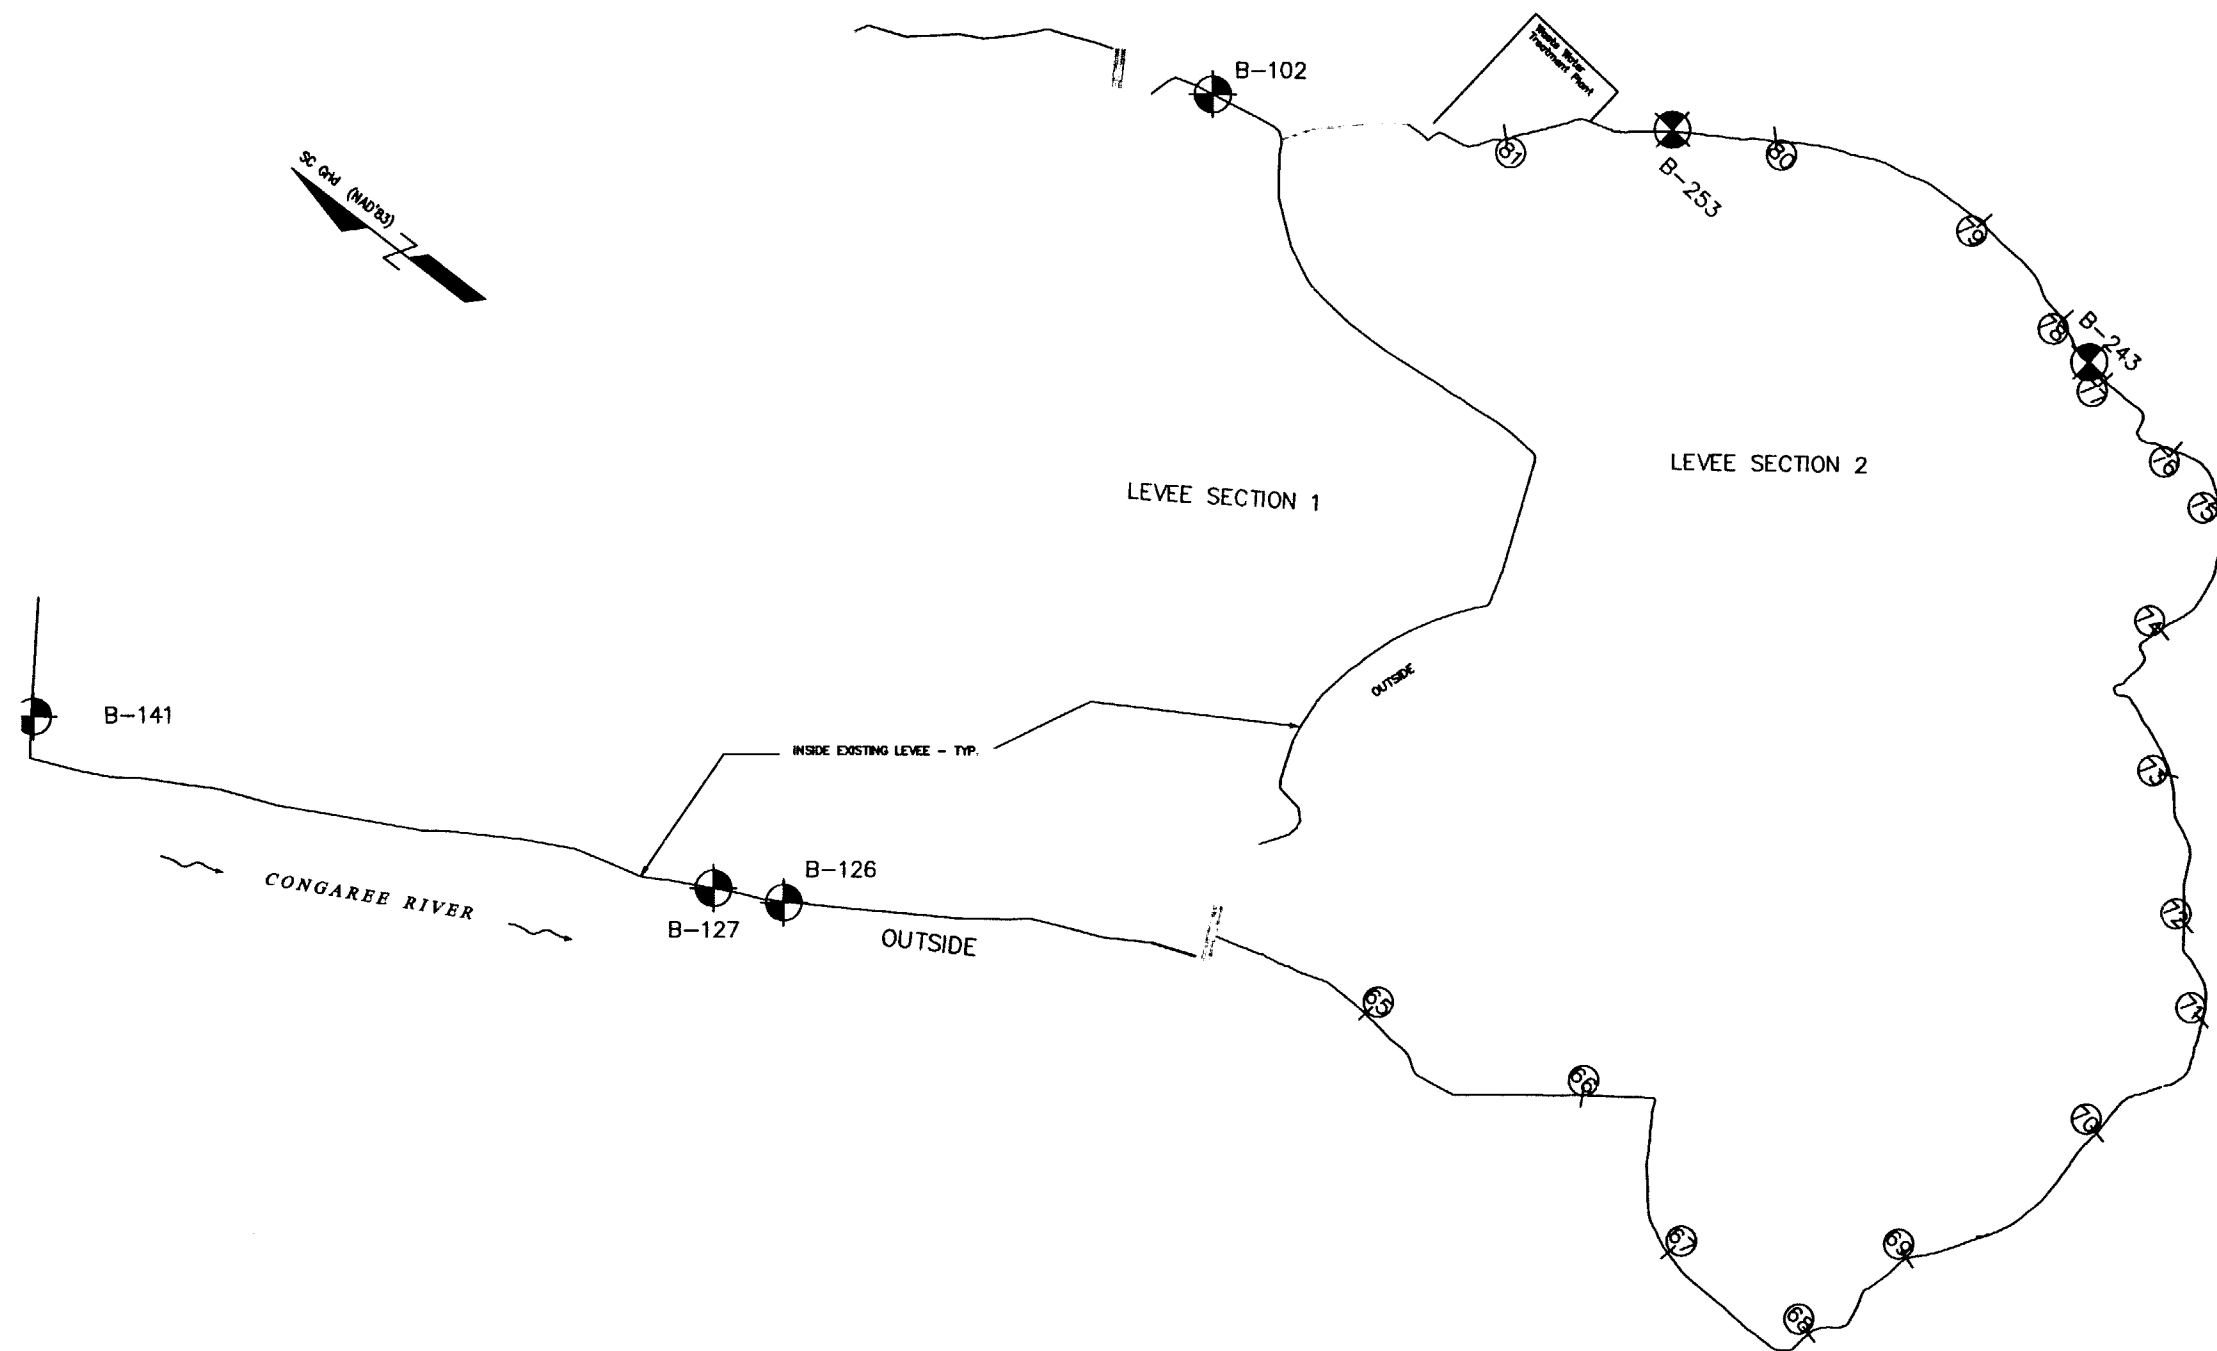 B-102
Waste Water
Treatment Plant
81
B-253
80
SC Grid (NAD'83)
79
78
B-243
77
76
75
LEVEE SECTION 2
LEVEE SECTION 1
74
OUTSIDE
B-141
INSIDE EXISTING LEVEE - TYP.
73
B-126
CONGAREE RIVER
B-127
OUTSIDE
72
65
71
66
70
67
69
68